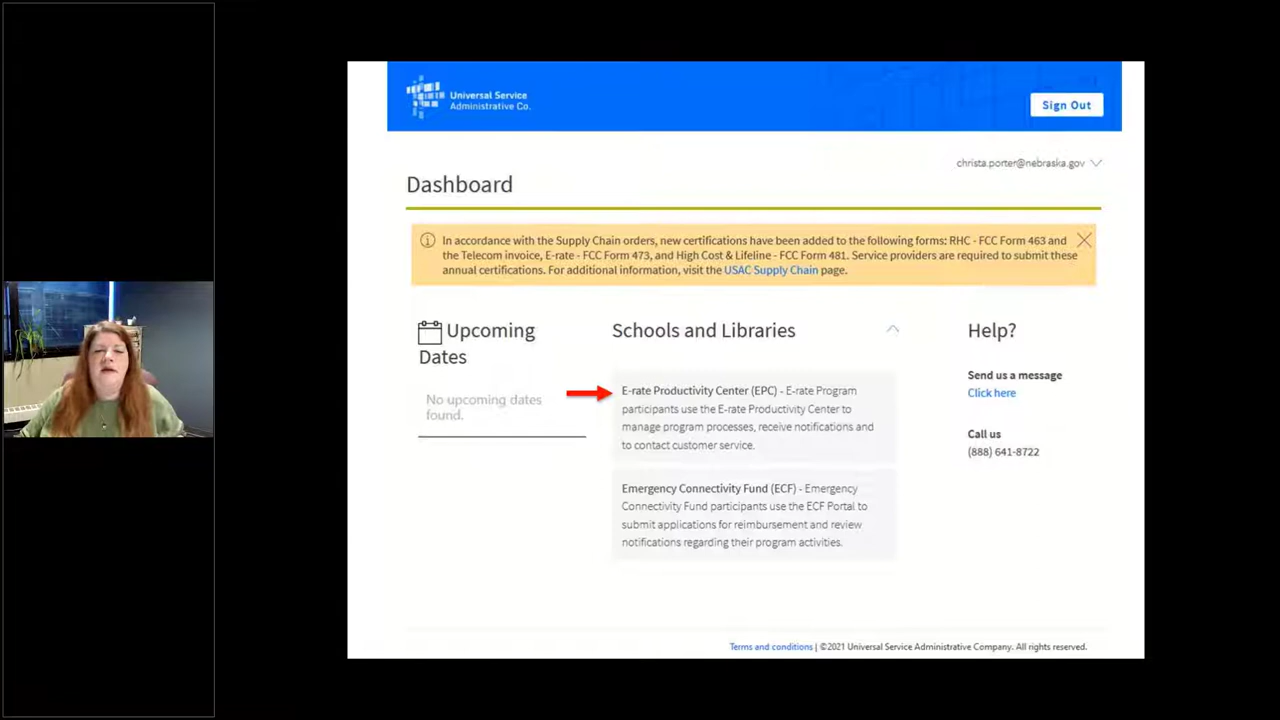 Universal Service
Administrative Co.
Sign Out
christa.porter@nebraska.gov
Dashboard
In accordance with the Supply Chain orders, new certifications have been added to the following forms: RHC - FCC Form 463 and
the Telecom invoice, E-rate - FCC Form 473, and High Cost & Lifeline - FCC Form 481. Service providers are required to submit these
annual certifications. For additional information, visit the USAC Supply Chain page.
Upcoming
Dates
No upcoming dates
found.
Schools and Libraries
E-rate Productivity Center (EPC) - E-rate Program
participants use the E-rate Productivity Center to
manage program processes, receive notifications and
to contact customer service.
Emergency Connectivity Fund (ECF) - Emergency
Connectivity Fund participants use the ECF Portal to
submit applications for reimbursement and review
notifications regarding their program activities.
Help?
Send us a message
Click here
Call us
(888) 641-8722
Terms and conditions | ©2021 Universal Service Administrative Company. All rights reserved.